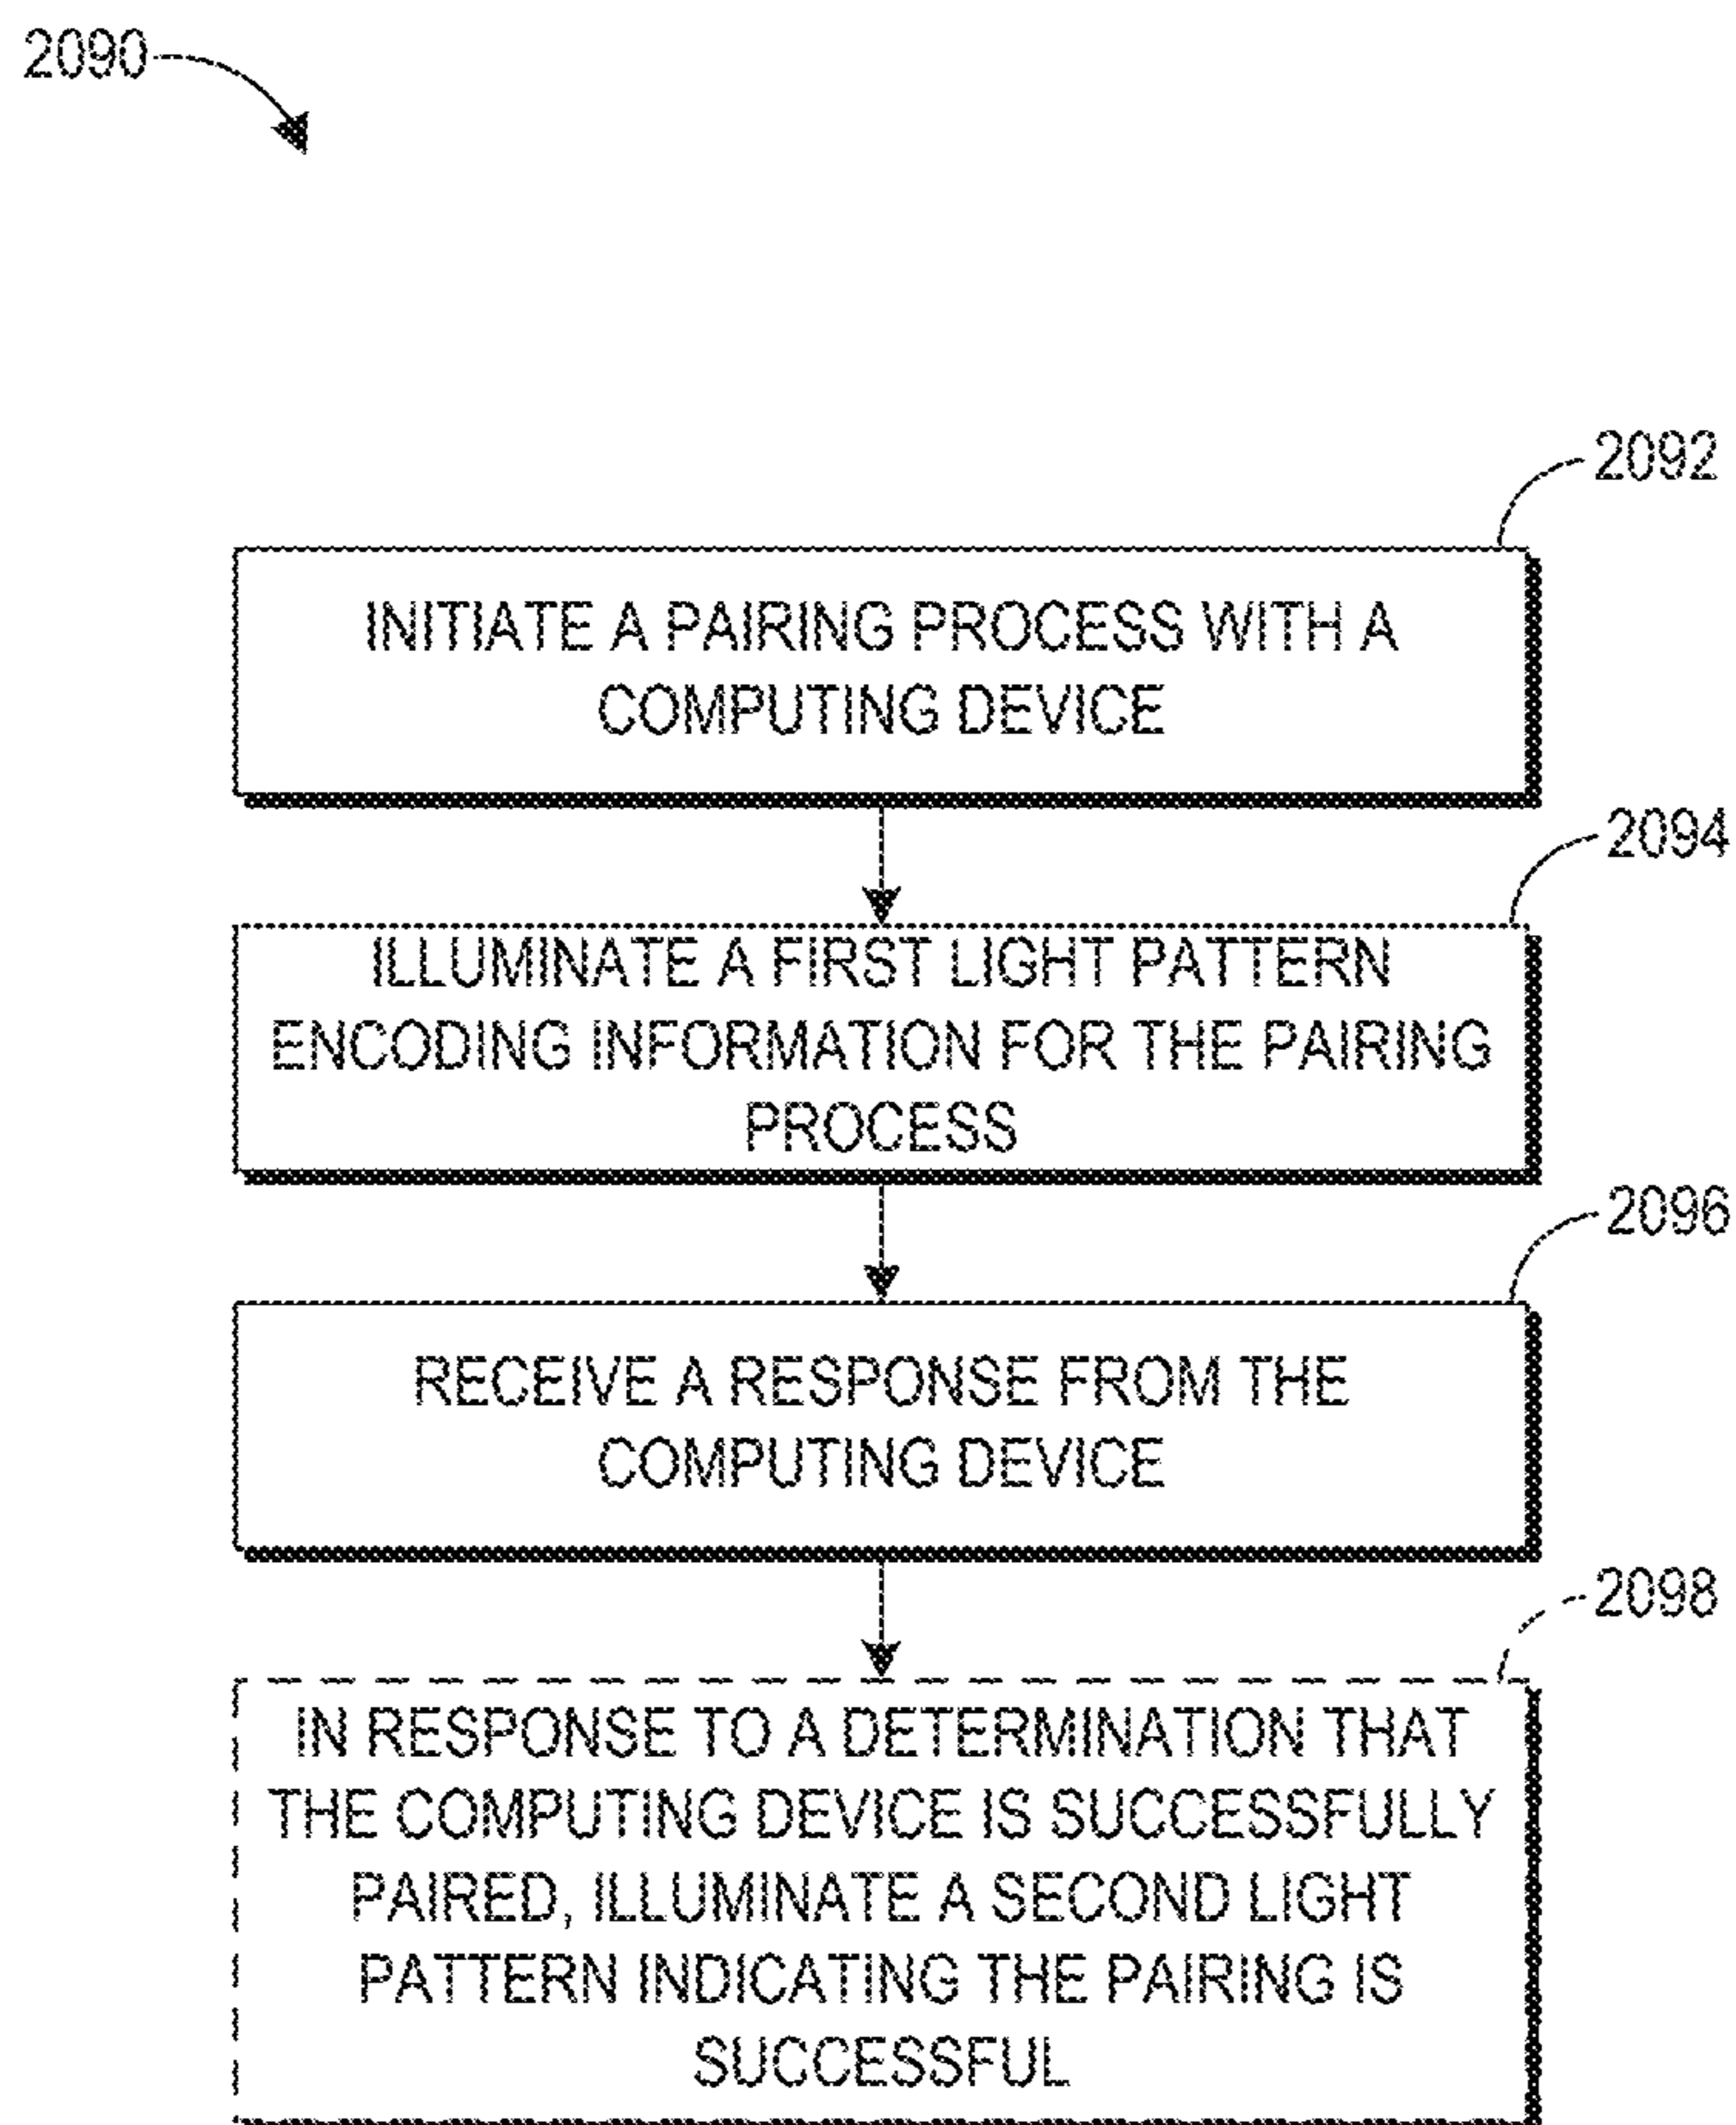 2090
2092
INITIATE A PAIRING PROCESS WITH A
COMPUTING DEVICE
2094
ILLUMINATE A FIRST LIGHT PATTERN
ENCODING INFORMATION FOR THE PAIRING
PROCESS
2096
RECEIVE A RESPONSE FROM THE
COMPUTING DEVICE
2098
IN RESPONSE TO A DETERMINATION THAT
THE COMPUTING DEVICE IS SUCCESSFULLY
PAIRED, ILLUMINATE A SECOND LIGHT
PATTERN INDICATING THE PAIRING IS
SUCCESSFUL